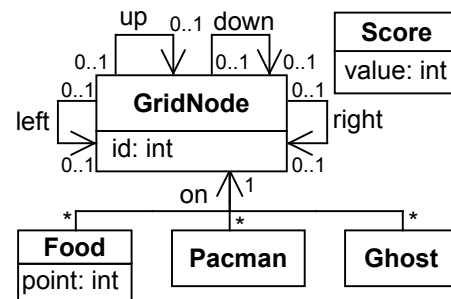 up 0..1 down
Score
0..1 0..1 0..1
value: int
0..1 0..1
GridNode
left right
id: int
0..1 0..1
on 1
* * *
Food Pacman Ghost
point: int